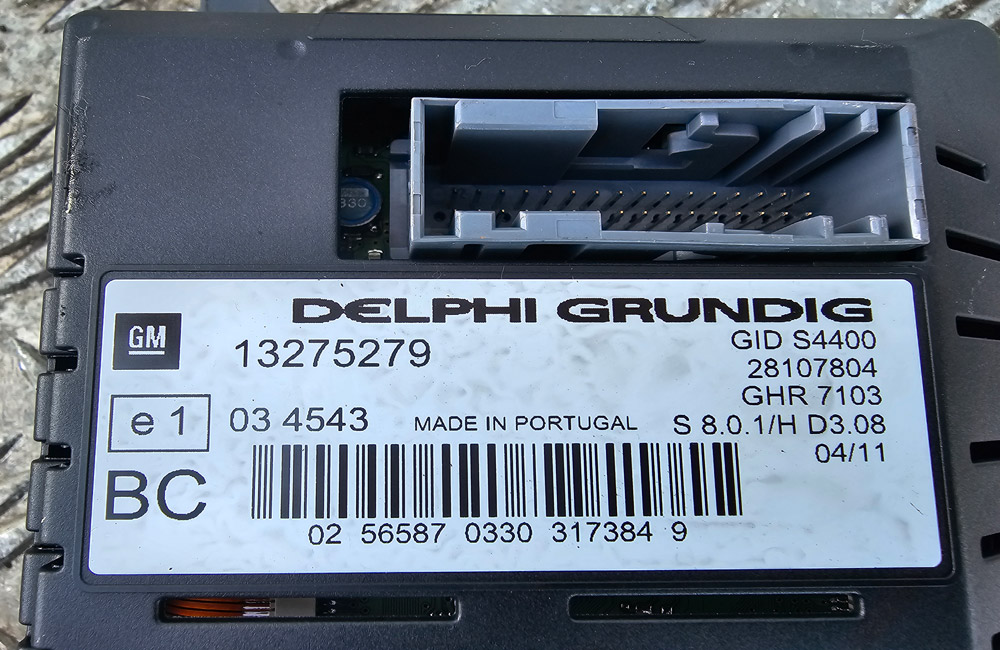 330
DELPHI GRUNDIG
GM
13275279
GID S4400
28107804
GHR 7103
e 1
03 4543
MADE IN PORTUGAL
S 8.0.1/H D3.08
04/11
BC
02 56587 0330 317384 9